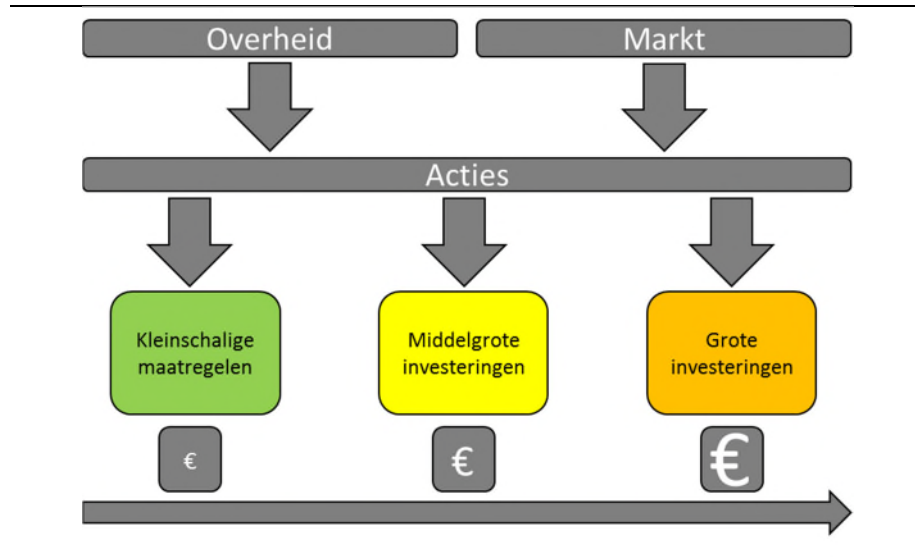 Overheid
Markt
Acties
Kleinschalige
maatregelen
Middelgrote
investeringen
Grote
investeringen
€
€
€